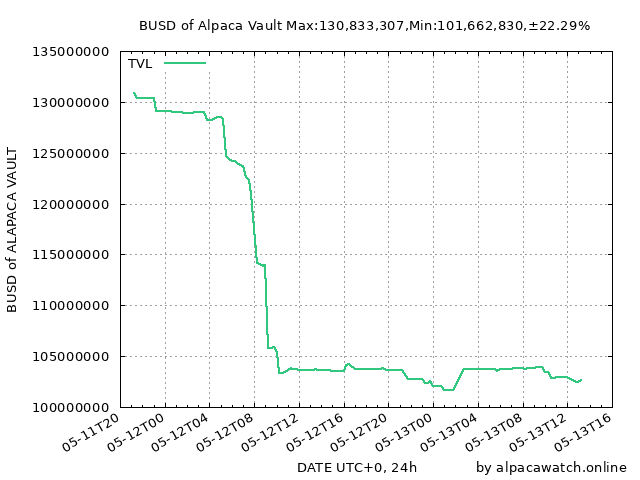 BUSD of Alpaca Vault Max:130,833,307,Min:101,662,830,±22.29%
TVL
135000000
130000000
125000000
120000000
115000000
110000000
105000000
100000000
BUSD of ALAPACA VAULT
05-11T20
05-12T00
05-12T04
05-12T08
05-12T12
05-12T16
05-12T20
05-13T00
05-13T04
05-13T08
05-13T12
05-13T16
DATE UTC+0, 24h
by alpacawatch.online